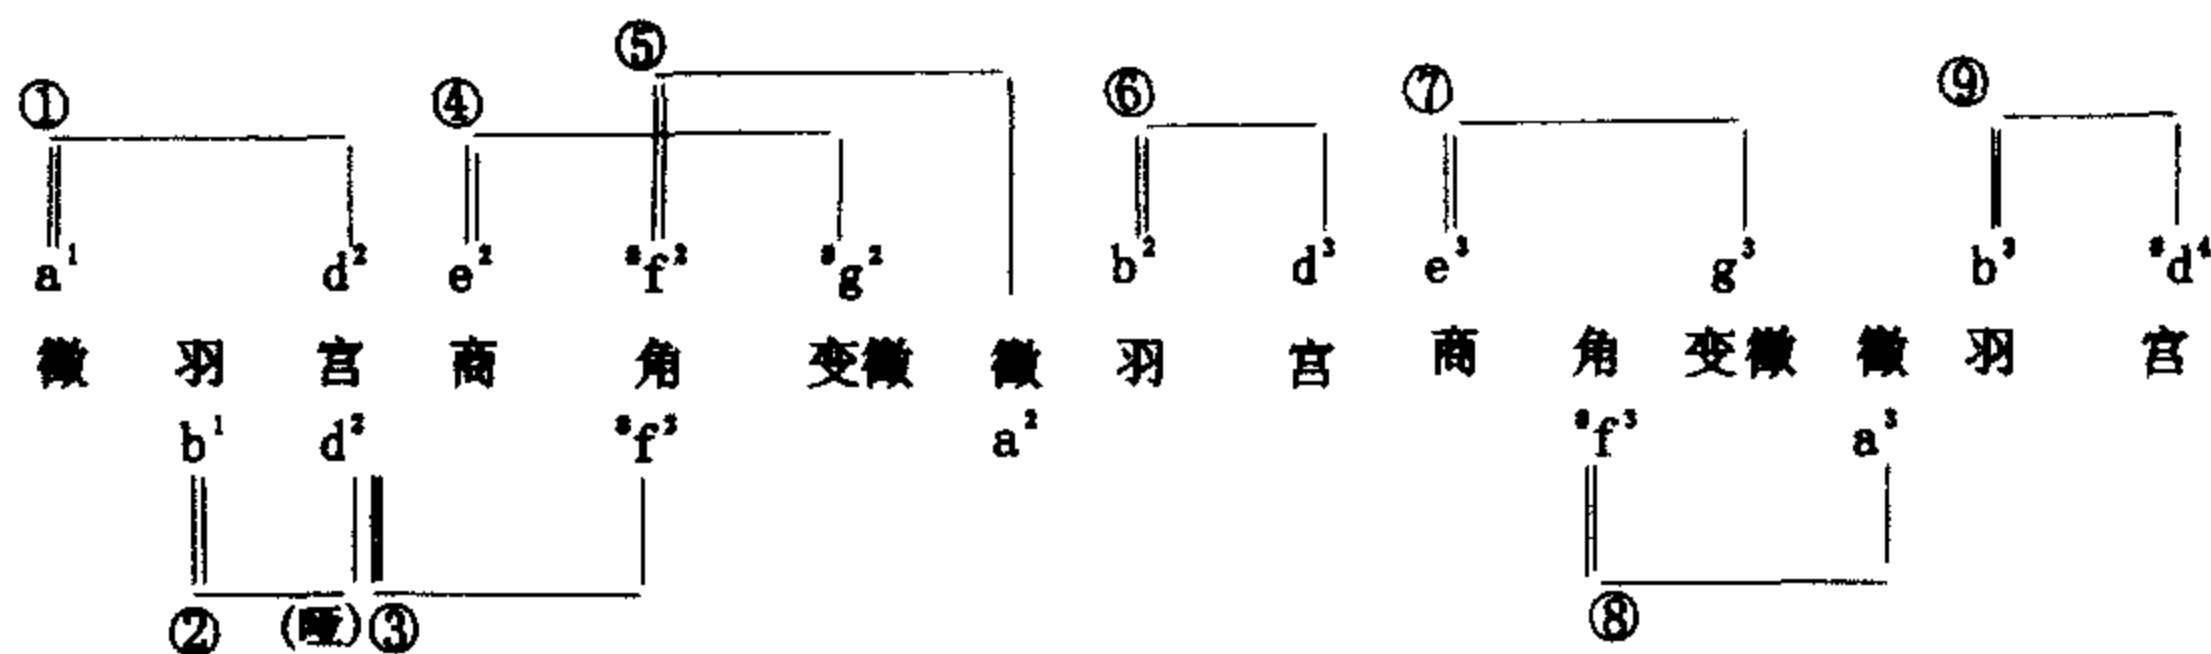 ⑤
① ④ ⑥ ⑦ ⑨
a¹ d² e² #f² #g² b² d³ e³ g³ b³ #d⁴
徵 羽 宫 商 角 变徵 徵 羽 宫 商 角 变徵 徵 羽 宫
b¹ d² #f² a² #f³ a³
② (哑) ③ ⑧